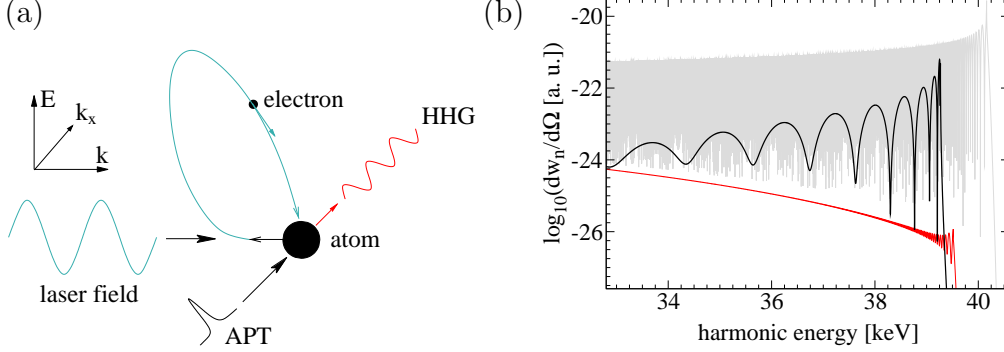 (a)
E
k_x
k
electron
HHG
atom
laser field
APT
(b)
log_10(dw_n/dΩ [a. u.])
-20
-22
-24
-26
34
36
38
40
harmonic energy [keV]